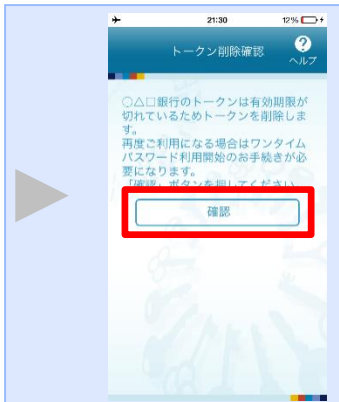 21:30
12%
トークン削除確認
?
ヘルプ
○△□銀行のトークンは有効期限が
切れているためトークンを削除しま
す。
再度ご利用になる場合はワンタイム
パスワード利用開始のお手続きが必
要になります。
「確認」ボタンを押してください
確認